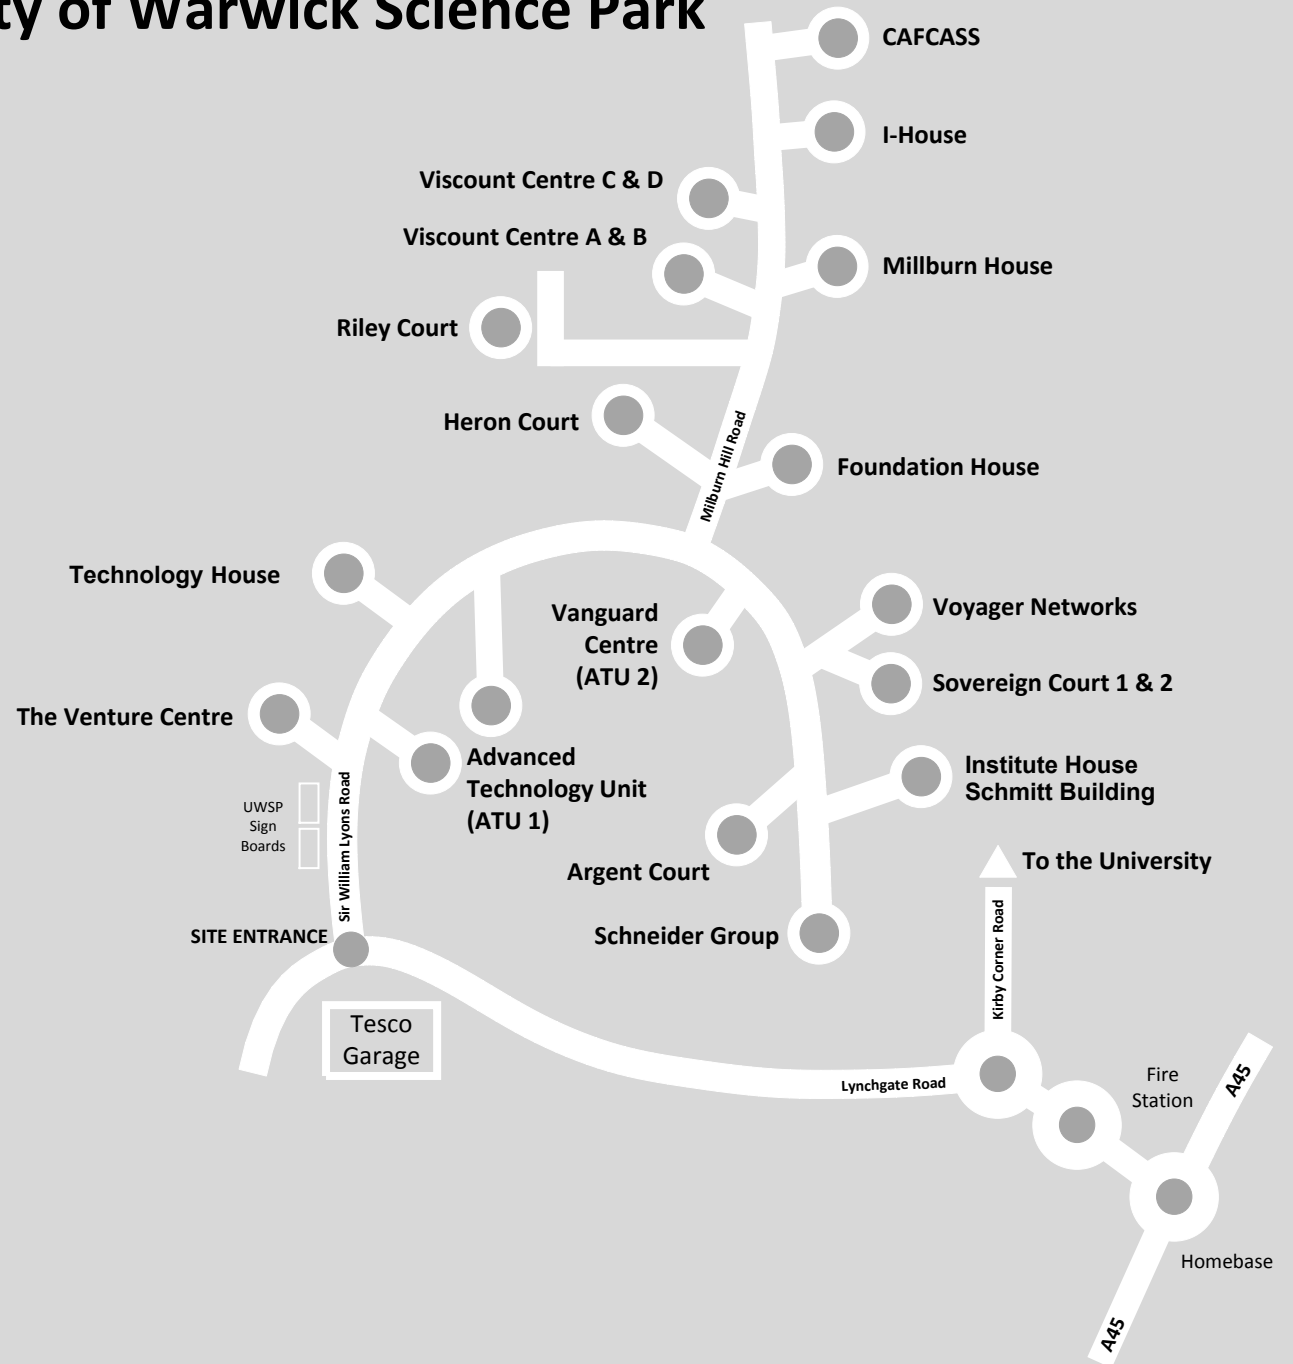 ty of Warwick Science Park
CAFCASS
I-House
Viscount Centre C & D
Viscount Centre A & B
Millburn House
Riley Court
Heron Court
Milburn Hill Road
Foundation House
Technology House
Vanguard
Centre
(ATU 2)
Voyager Networks
Sovereign Court 1 & 2
The Venture Centre
Advanced
Technology Unit
(ATU 1)
Institute House
Schmitt Building
UWSP
Sign
Boards
Sir William Lyons Road
Argent Court
To the University
Schneider Group
SITE ENTRANCE
Kirby Corner Road
Tesco
Garage
Lynchgate Road
Fire
Station
A45
Homebase
A45